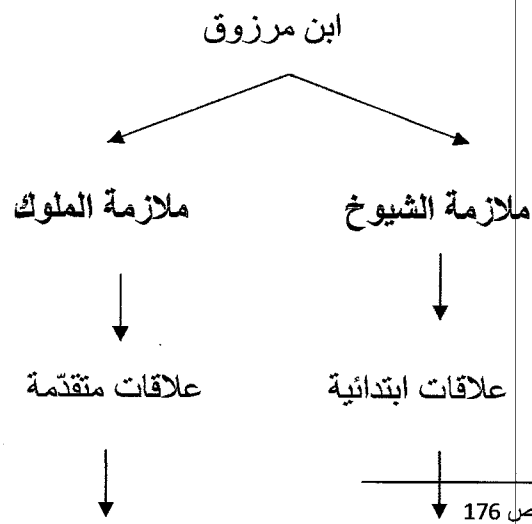 ابن مرزوق
ملازمة الشيوخ ملازمة الملوك
علاقات ابتدائية علاقات متقدّمة
ص 176